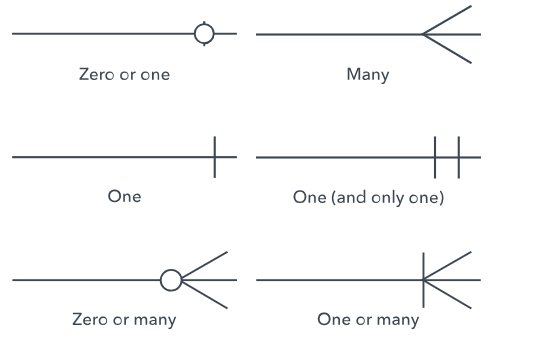 Zero or one
Many
One
One (and only one)
Zero or many
One or many